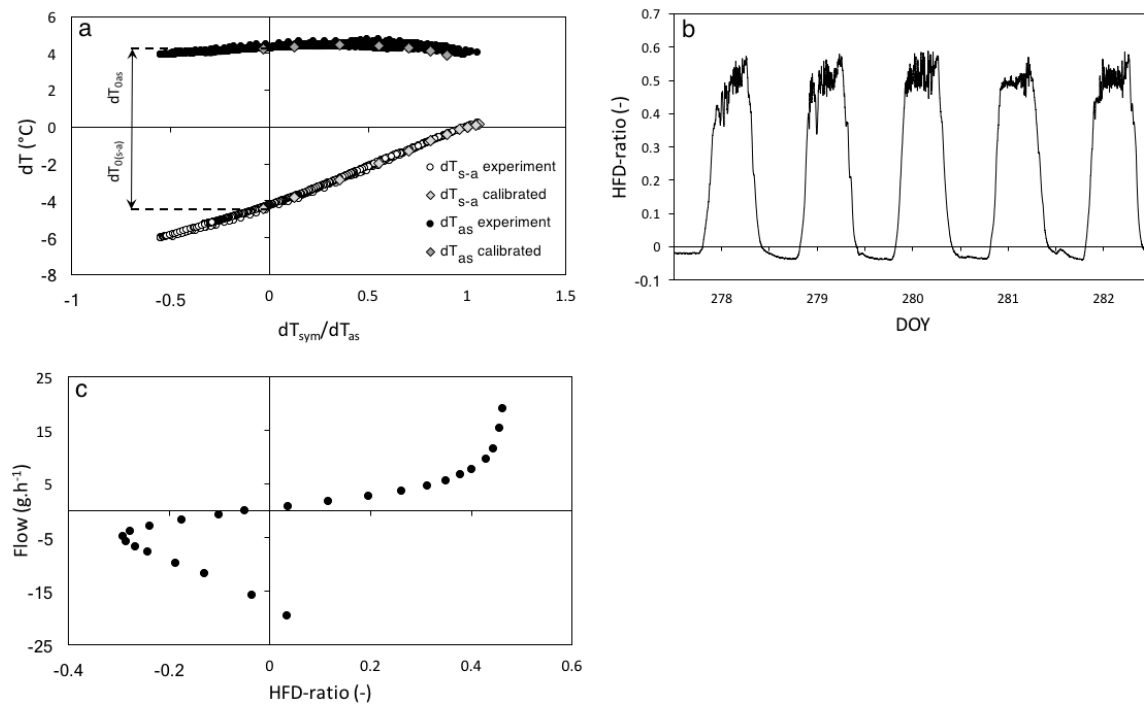 a
6
4
2
0
-2
-4
-6
-8
dT (°C)
dT0as
dT0(s-a)
dTs-a experiment
dTs-a calibrated
dTas experiment
dTas calibrated
-1
-0.5
0
0.5
1
1.5
dTsym/dTas
b
0.7
0.6
0.5
0.4
0.3
0.2
0.1
0
-0.1
HFD-ratio (-)
278
279
280
281
282
DOY
c
25
15
5
-5
-15
-25
Flow (g.h-1)
-0.4
-0.2
0
0.2
0.4
0.6
HFD-ratio (-)